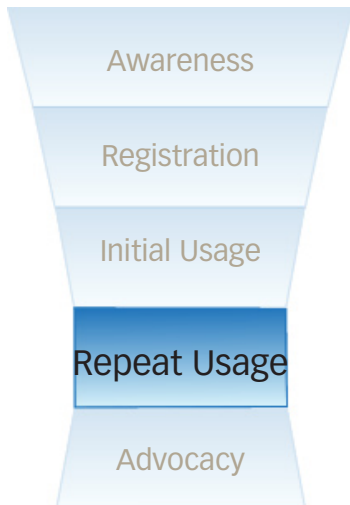 Awareness
Registration
Initial Usage
Repeat Usage
Advocacy